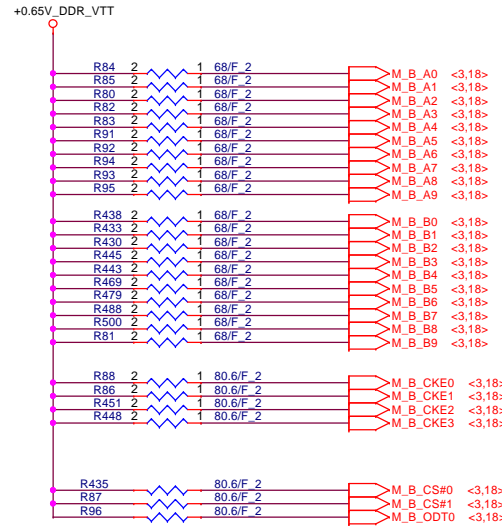 +0.65V_DDR_VTT
R84 2 1 68/F_2 M_B_A0 <3,18>
R85 2 1 68/F_2 M_B_A1 <3,18>
R80 2 1 68/F_2 M_B_A2 <3,18>
R82 2 1 68/F_2 M_B_A3 <3,18>
R83 2 1 68/F_2 M_B_A4 <3,18>
R91 2 1 68/F_2 M_B_A5 <3,18>
R92 2 1 68/F_2 M_B_A6 <3,18>
R94 2 1 68/F_2 M_B_A7 <3,18>
R93 2 1 68/F_2 M_B_A8 <3,18>
R95 2 1 68/F_2 M_B_A9 <3,18>
R438 2 1 68/F_2 M_B_B0 <3,18>
R433 2 1 68/F_2 M_B_B1 <3,18>
R430 2 1 68/F_2 M_B_B2 <3,18>
R445 2 1 68/F_2 M_B_B3 <3,18>
R443 2 1 68/F_2 M_B_B4 <3,18>
R469 2 1 68/F_2 M_B_B5 <3,18>
R479 2 1 68/F_2 M_B_B6 <3,18>
R488 2 1 68/F_2 M_B_B7 <3,18>
R500 2 1 68/F_2 M_B_B8 <3,18>
R81 2 1 68/F_2 M_B_B9 <3,18>
R88 2 1 80.6/F_2 M_B_CKE0 <3,18>
R86 2 1 80.6/F_2 M_B_CKE1 <3,18>
R451 2 1 80.6/F_2 M_B_CKE2 <3,18>
R448 2 1 80.6/F_2 M_B_CKE3 <3,18>
R435 80.6/F_2 M_B_CS#0 <3,18>
R87 80.6/F_2 M_B_CS#1 <3,18>
R96 80.6/F_2 M_B_ODT0 <3,18>